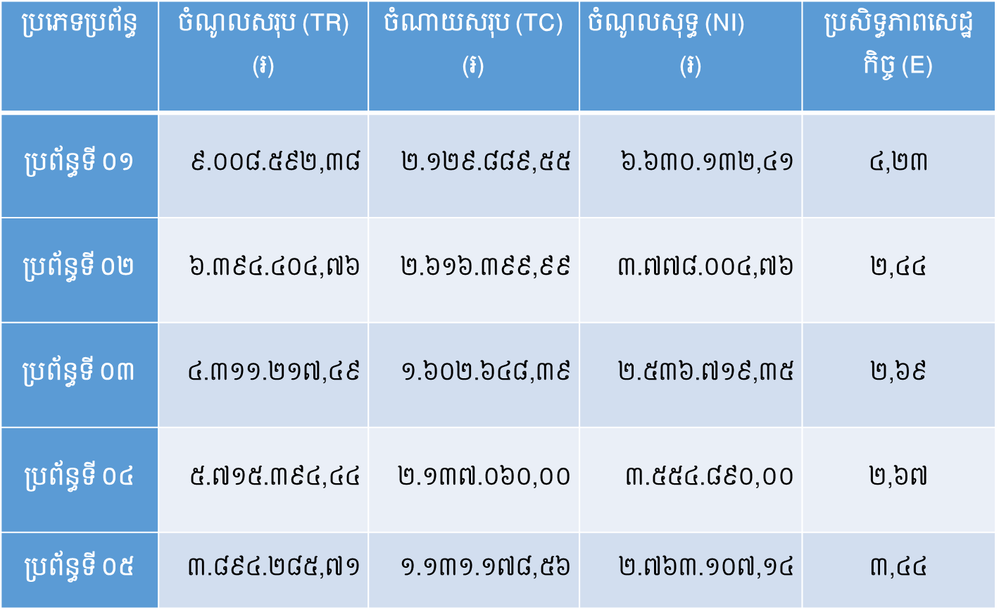 ប្រភេទប្រព័ន្ធ ចំណូលសរុប (TR) ចំណាយសរុប (TC) ចំណូលសុទ្ធ (NI) ប្រសិទ្ធភាពសេដ្ឋ
(៛) (៛) (៛) កិច្ច (E)
ប្រព័ន្ធទី ០១ ៩.០០៨.៥៩២,៣៨ ២.១២៩.៨៨៩,៥៥ ៦.៦៣០.១៣២,៤១ ៤,២៣
ប្រព័ន្ធទី ០២ ៦.៣៩៤.៤០៤,៧៦ ២.៦១៦.៣៩៩,៩៩ ៣.៧៧៨.០០៤,៧៦ ២,៤៤
ប្រព័ន្ធទី ០៣ ៤.៣១១.២១៧,៤៩ ១.៦០២.៦៤៨,៣៩ ២.៥៣៦.៧១៩,៣៥ ២,៦៩
ប្រព័ន្ធទី ០៤ ៥.៧១៥.៣៩៤,៤៤ ២.១៣៧.០៦០,០០ ៣.៥៥៤.៨៩០,០០ ២,៦៧
ប្រព័ន្ធទី ០៥ ៣.៨៩៤.២៨៥,៧១ ១.១៣១.១៧៨,៥៦ ២.៧៦៣.១០៧,១៤ ៣,៤៤